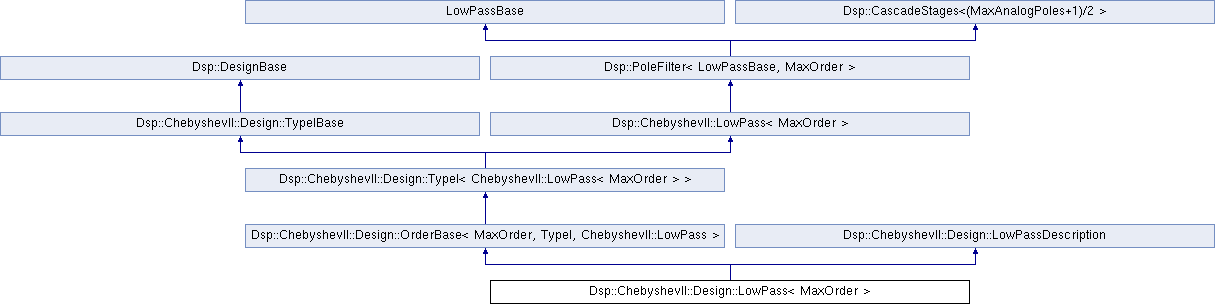 LowPassBase
Dsp::CascadeStages<(MaxAnalogPoles+1)/2 >
Dsp::DesignBase
Dsp::PoleFilter< LowPassBase, MaxOrder >
Dsp::ChebyshevII::Design::TypeIBase
Dsp::ChebyshevII::LowPass< MaxOrder >
Dsp::ChebyshevII::Design::TypeI< ChebyshevII::LowPass< MaxOrder > >
Dsp::ChebyshevII::Design::OrderBase< MaxOrder, TypeI, ChebyshevII::LowPass >
Dsp::ChebyshevII::Design::LowPassDescription
Dsp::ChebyshevII::Design::LowPass< MaxOrder >